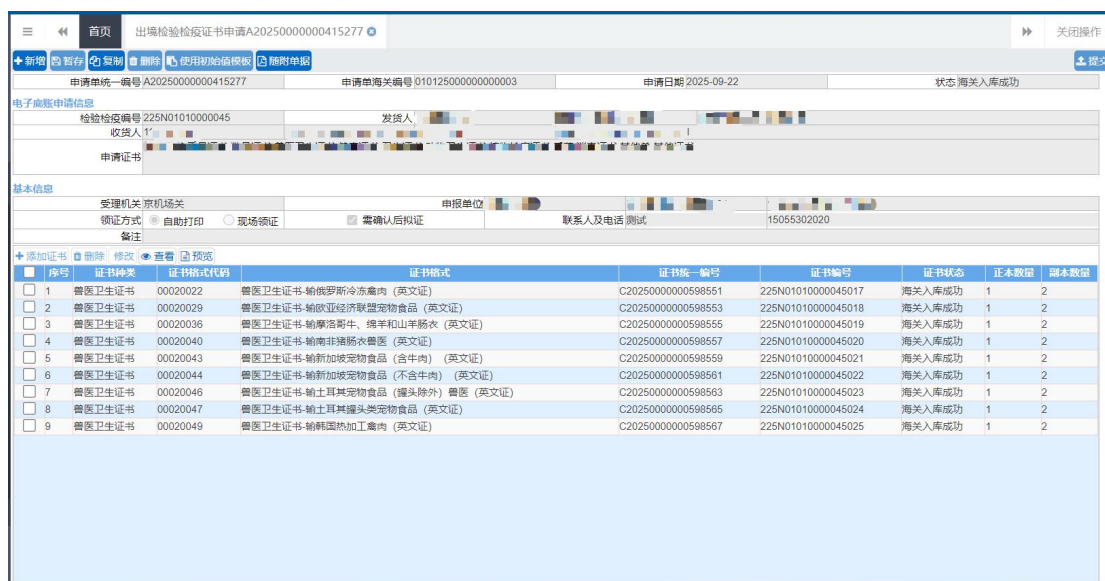 首页 出境检验检疫证书申请A20250000000415277 关闭操作
新增 暂存 复制 删除 使用初始值模板 随附单据 提交
申请单统一编号 A20250000000415277 申请单海关编号 010125000000000003 申请日期 2025-09-22 状态 海关入库成功
电子底账申请信息
检验检疫编号 225N01010000045 发货人
收货人
申请证书
基本信息
受理机关 京机场关 申报单位
领证方式 自助打印 现场领证 需确认后拟证 联系人及电话 测试 15055302020
备注
添加证书 删除 修改 查看 预览
序号 证书种类 证书格式代码 证书格式 证书统一编号 证书编号 证书状态 正本数量 副本数量
1 兽医卫生证书 00020022 兽医卫生证书-输俄罗斯冷冻禽肉（英文证） C20250000000598551 225N01010000045017 海关入库成功 1 2
2 兽医卫生证书 00020029 兽医卫生证书-输欧亚经济联盟宠物食品（英文证） C20250000000598553 225N01010000045018 海关入库成功 1 2
3 兽医卫生证书 00020036 兽医卫生证书-输摩洛哥牛、绵羊和山羊肠衣（英文证） C20250000000598555 225N01010000045019 海关入库成功 1 2
4 兽医卫生证书 00020040 兽医卫生证书-输南非猪肠衣兽医（英文证） C20250000000598557 225N01010000045020 海关入库成功 1 2
5 兽医卫生证书 00020043 兽医卫生证书-输新加坡宠物食品（含牛肉）（英文证） C20250000000598559 225N01010000045021 海关入库成功 1 2
6 兽医卫生证书 00020044 兽医卫生证书-输新加坡宠物食品（不含牛肉）（英文证） C20250000000598561 225N01010000045022 海关入库成功 1 2
7 兽医卫生证书 00020046 兽医卫生证书-输土耳其宠物食品（罐头除外）兽医（英文证） C20250000000598563 225N01010000045023 海关入库成功 1 2
8 兽医卫生证书 00020047 兽医卫生证书-输土耳其罐头类宠物食品（英文证） C20250000000598565 225N01010000045024 海关入库成功 1 2
9 兽医卫生证书 00020049 兽医卫生证书-输韩国热加工禽肉（英文证） C20250000000598567 225N01010000045025 海关入库成功 1 2